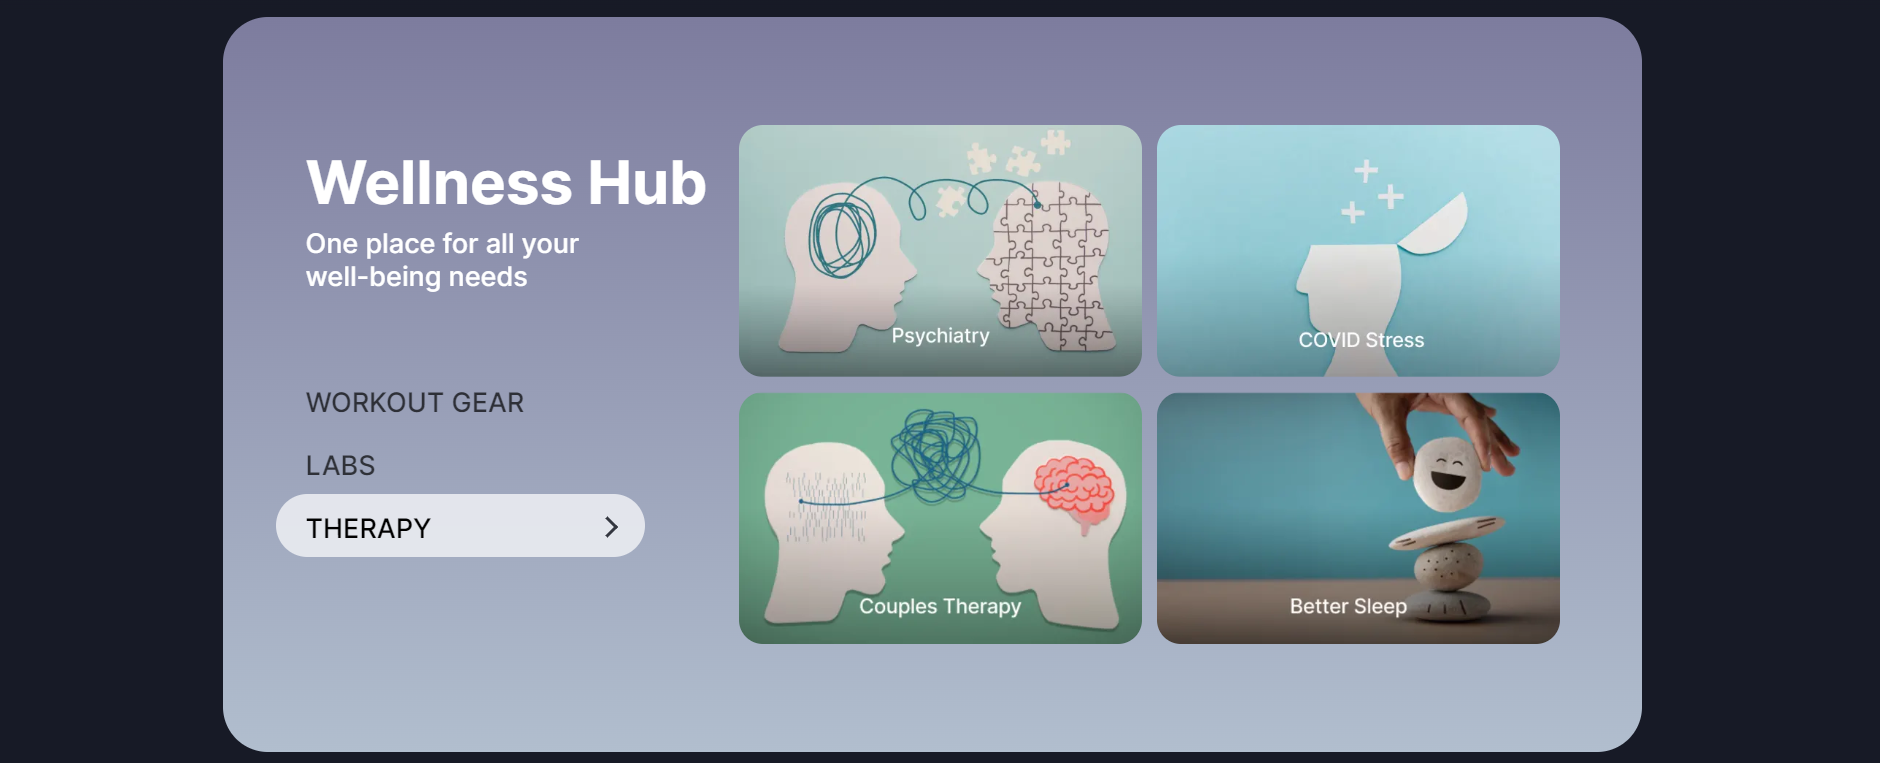 Wellness Hub
One place for all your
well-being needs
WORKOUT GEAR
LABS
THERAPY
Psychiatry
COVID Stress
Couples Therapy
Better Sleep